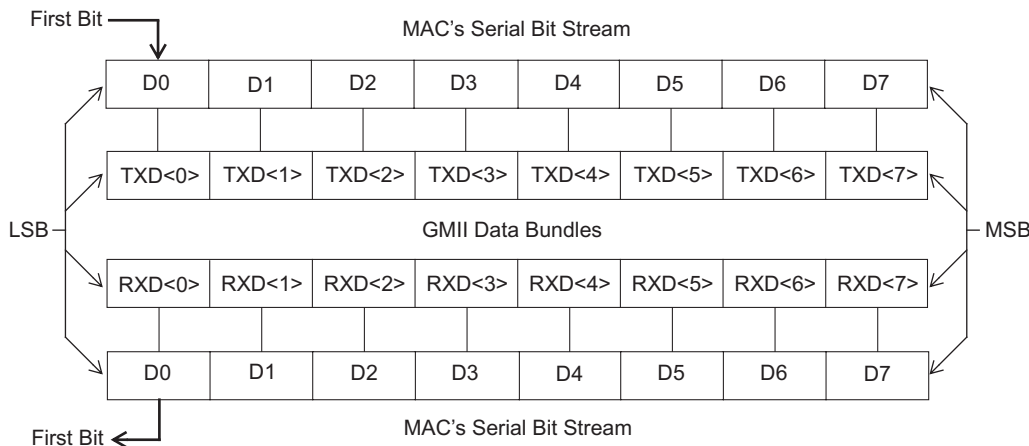 First Bit
MAC's Serial Bit Stream
D0 D1 D2 D3 D4 D5 D6 D7
TXD<0> TXD<1> TXD<2> TXD<3> TXD<4> TXD<5> TXD<6> TXD<7>
LSB GMII Data Bundles MSB
RXD<0> RXD<1> RXD<2> RXD<3> RXD<4> RXD<5> RXD<6> RXD<7>
D0 D1 D2 D3 D4 D5 D6 D7
MAC's Serial Bit Stream
First Bit